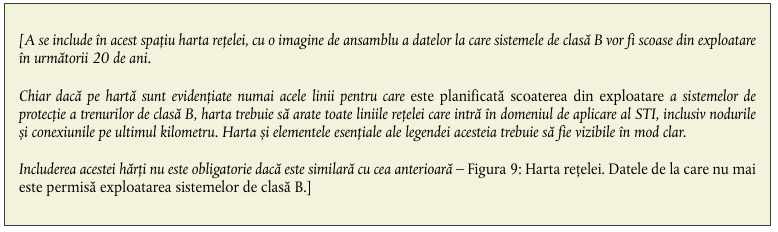 [A se include în acest spațiu harta rețelei, cu o imagine de ansamblu a datelor la care sistemele de clasă B vor fi scoase din exploatare
în următorii 20 de ani.
Chiar dacă pe hartă sunt evidențiate numai acele linii pentru care este planificată scoaterea din exploatare a sistemelor de
protecție a trenurilor de clasă B, harta trebuie să arate toate liniile rețelei care intră în domeniul de aplicare al STI, inclusiv nodurile
și conexiunile pe ultimul kilometru. Harta și elementele esențiale ale legendei acesteia trebuie să fie vizibile în mod clar.
Includerea acestei hărți nu este obligatorie dacă este similară cu cea anterioară – Figura 9: Harta rețelei. Datele de la care nu mai
este permisă exploatarea sistemelor de clasă B.]